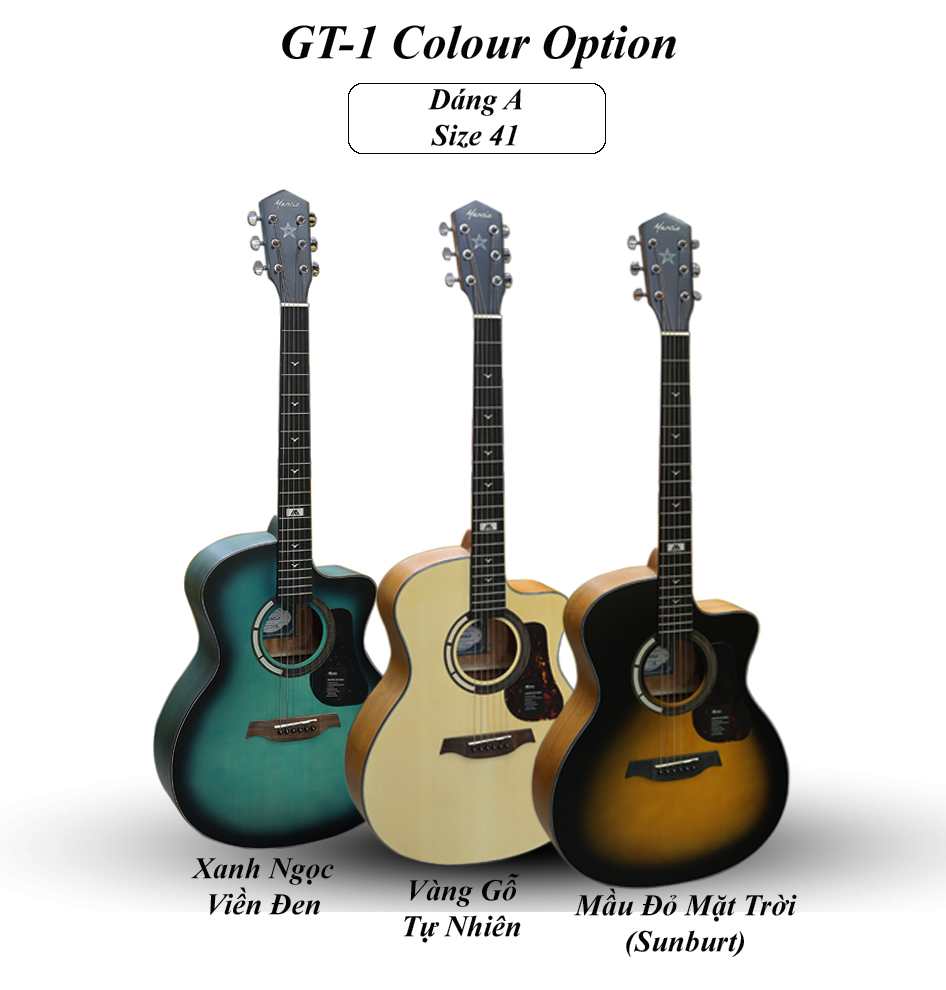 GT-1 Colour Option
Dáng A
Size 41
Xanh Ngọc
Viền Đen
Vàng Gỗ
Tự Nhiên
Mầu Đỏ Mặt Trời
(Sunburt)